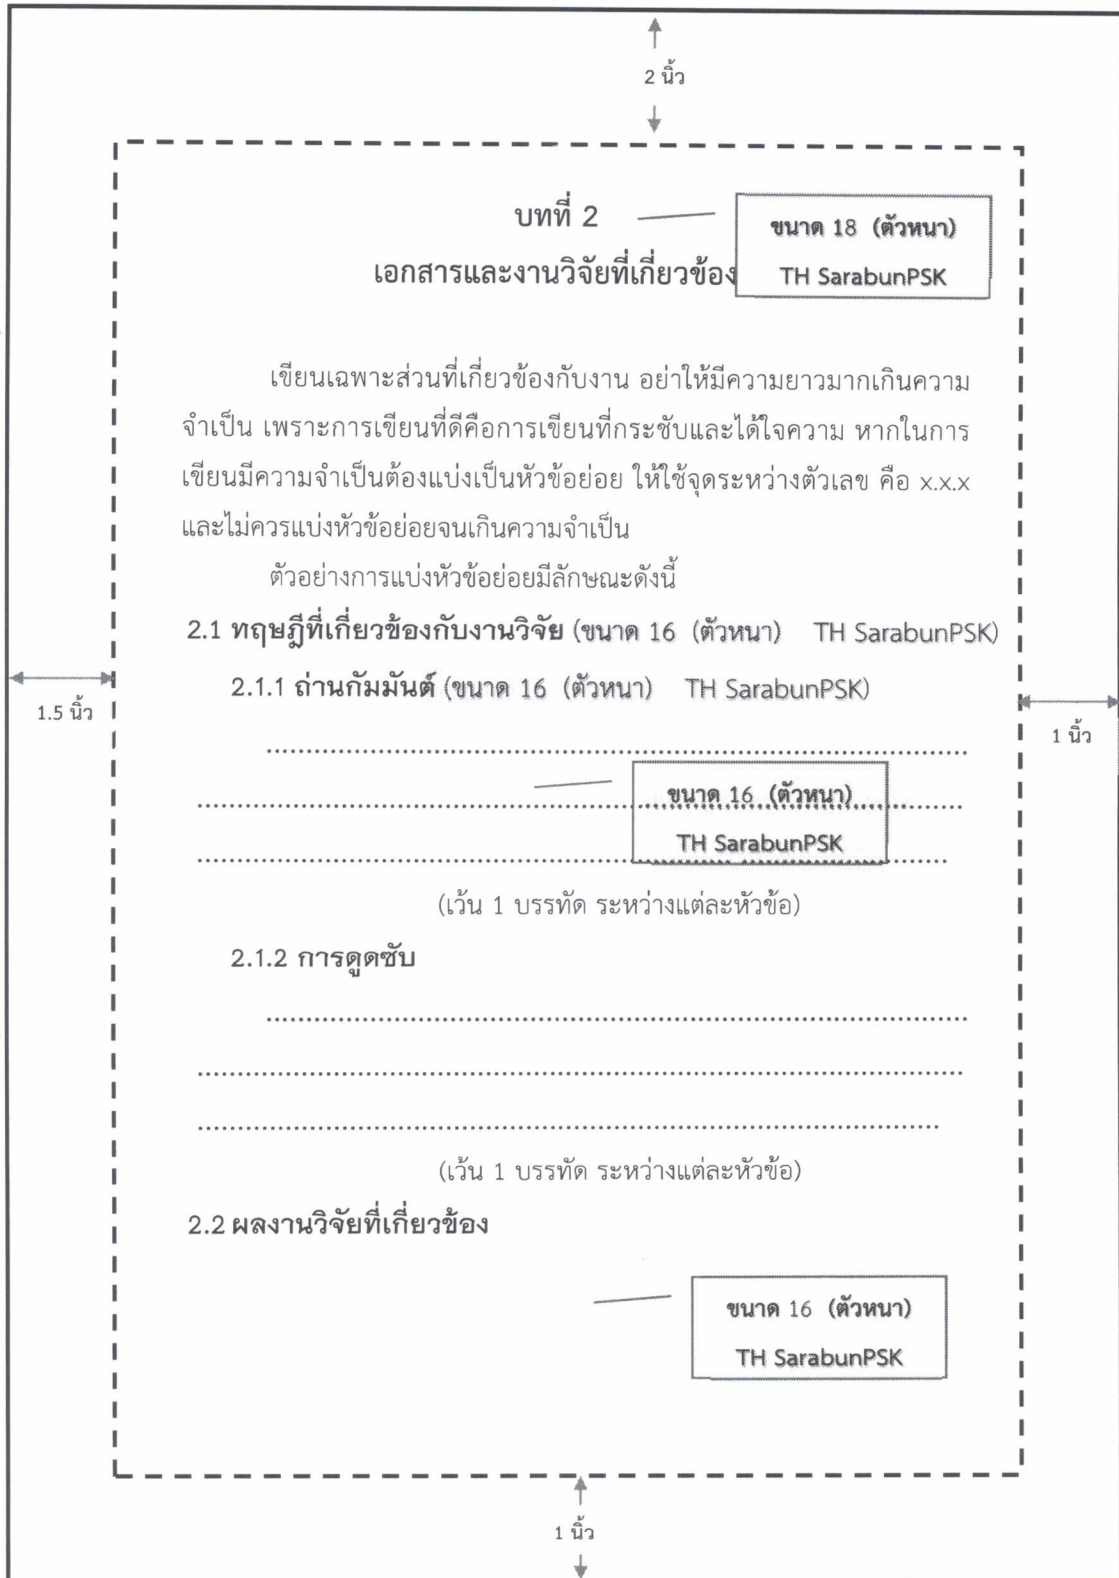 2 นิ้ว
บทที่ 2
ขนาด 18 (ตัวหนา)
TH SarabunPSK
เอกสารและงานวิจัยที่เกี่ยวข้อง
เขียนเฉพาะส่วนที่เกี่ยวข้องกับงาน อย่าให้มีความยาวมากเกินความ
จำเป็น เพราะการเขียนที่ดีคือการเขียนที่กระชับและได้ใจความ หากในการ
เขียนมีความจำเป็นต้องแบ่งเป็นหัวข้อย่อย ให้ใช้จุดระหว่างตัวเลข คือ x.x.x
และไม่ควรแบ่งหัวข้อย่อยจนเกินความจำเป็น
ตัวอย่างการแบ่งหัวข้อย่อยมีลักษณะดังนี้
2.1 ทฤษฎีที่เกี่ยวข้องกับงานวิจัย (ขนาด 16 (ตัวหนา) TH SarabunPSK)
2.1.1 ถ่านกัมมันต์ (ขนาด 16 (ตัวหนา) TH SarabunPSK)
1.5 นิ้ว
1 นิ้ว
ขนาด 16 (ตัวหนา)
TH SarabunPSK
(เว้น 1 บรรทัด ระหว่างแต่ละหัวข้อ)
2.1.2 การดูดซับ
(เว้น 1 บรรทัด ระหว่างแต่ละหัวข้อ)
2.2 ผลงานวิจัยที่เกี่ยวข้อง
ขนาด 16 (ตัวหนา)
TH SarabunPSK
1 นิ้ว